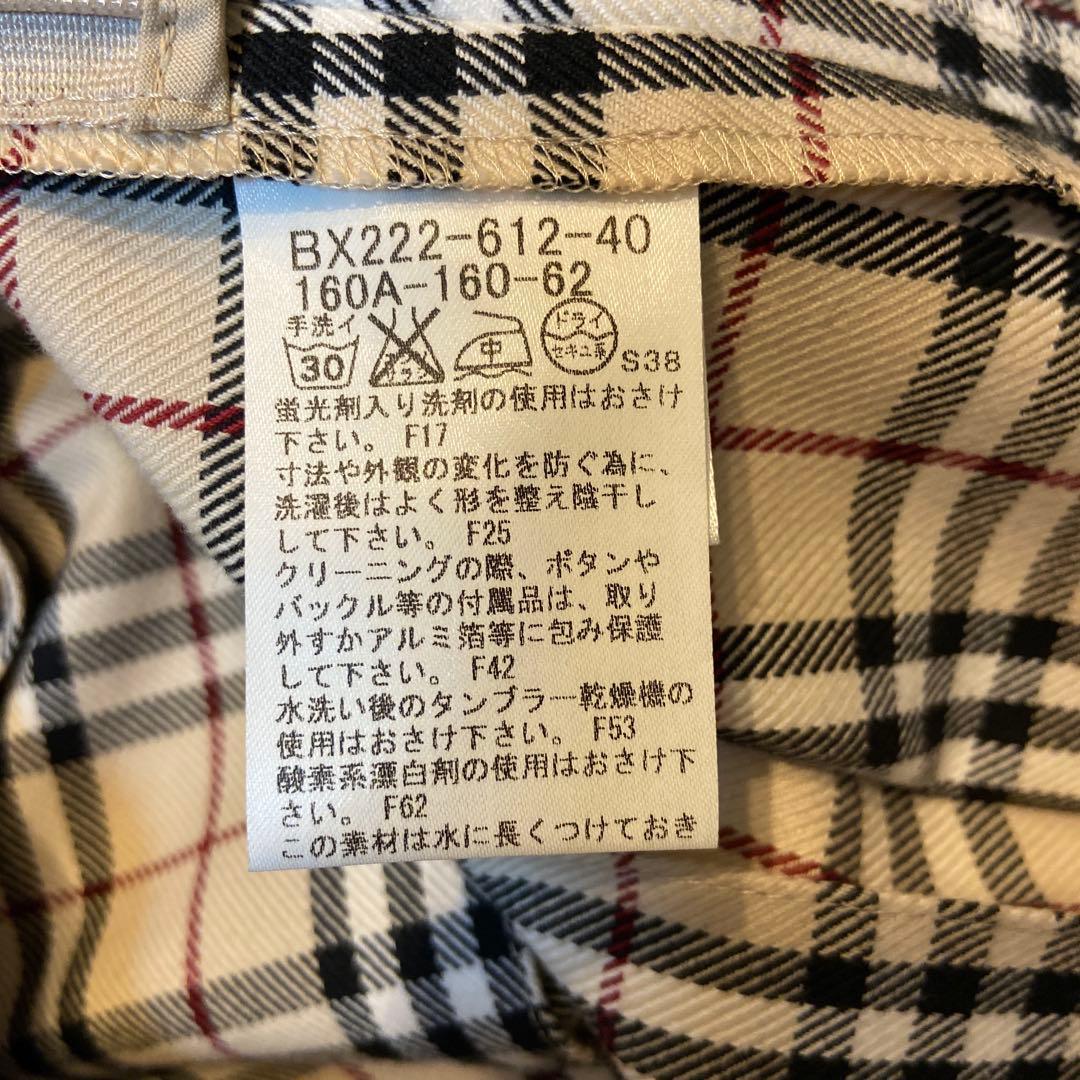 BX222-612-40
160A-160-62
手洗イ 30 中 ドライ セキユ系 S38
蛍光剤入り洗剤の使用はおさけ
下さい。 F17
寸法や外観の変化を防ぐ為に、
洗濯後はよく形を整え陰干し
して下さい。 F25
クリーニングの際、ボタンや
バックル等の付属品は、取り
外すかアルミ箔等に包み保護
して下さい。 F42
水洗い後のタンブラー乾燥機の
使用はおさけ下さい。 F53
酸素系漂白剤の使用はおさけ下
さい。 F62
この素材は水に長くつけておき